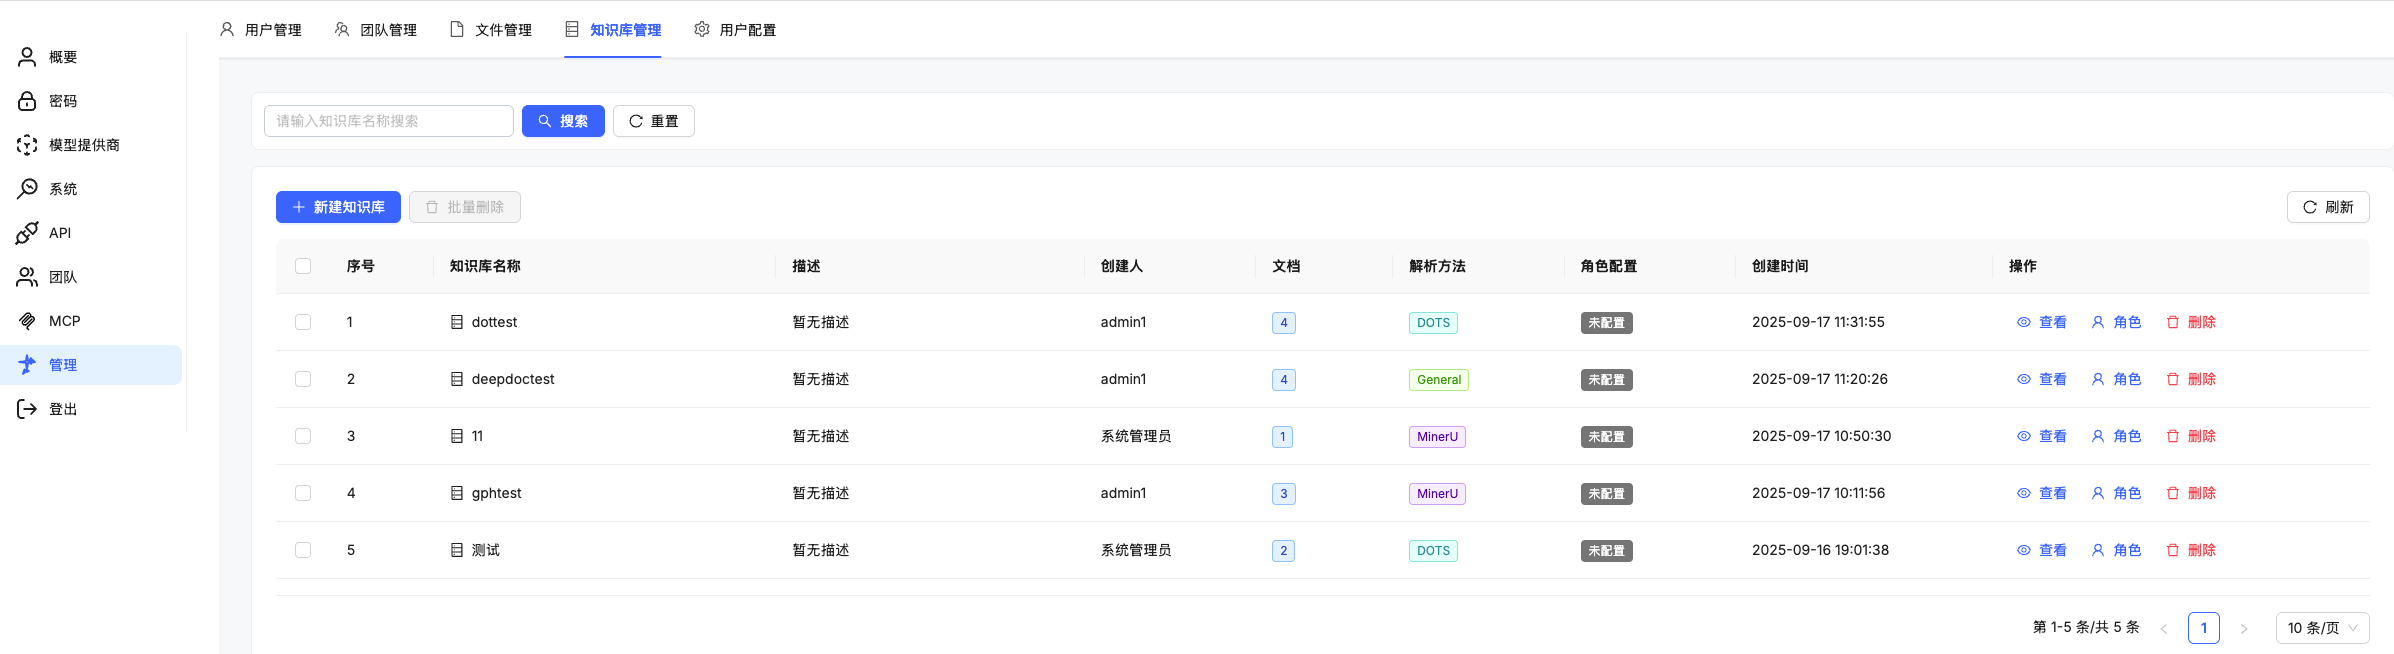 用户管理 团队管理 文件管理 知识库管理 用户配置
概要
密码
模型提供商
系统
API
团队
MCP
管理
登出
请输入知识库名称搜索 搜索 重置
新建知识库 批量删除 刷新
序号 知识库名称 描述 创建人 文档 解析方法 角色配置 创建时间 操作
1 dottest 暂无描述 admin1 4 DOTS 未配置 2025-09-17 11:31:55 查看 角色 删除
2 deepdoctest 暂无描述 admin1 4 General 未配置 2025-09-17 11:20:26 查看 角色 删除
3 11 暂无描述 系统管理员 1 MinerU 未配置 2025-09-17 10:50:30 查看 角色 删除
4 gphtest 暂无描述 admin1 3 MinerU 未配置 2025-09-17 10:11:56 查看 角色 删除
5 测试 暂无描述 系统管理员 2 DOTS 未配置 2025-09-16 19:01:38 查看 角色 删除
第 1-5 条/共 5 条 < 1 > 10 条/页